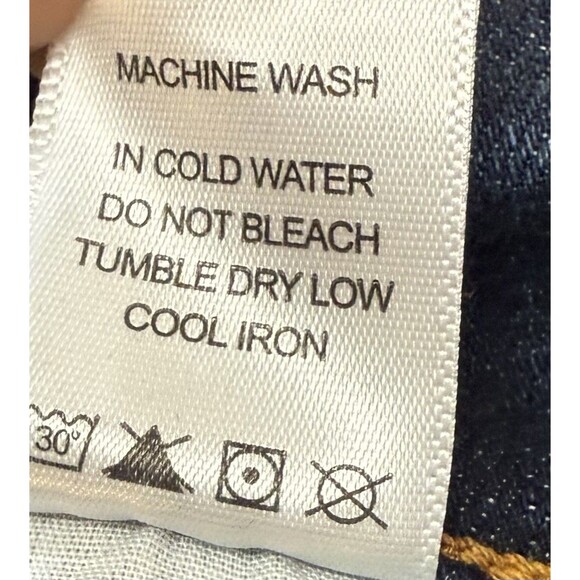 MACHINE WASH
IN COLD WATER
DO NOT BLEACH
TUMBLE DRY LOW
COOL IRON
30°